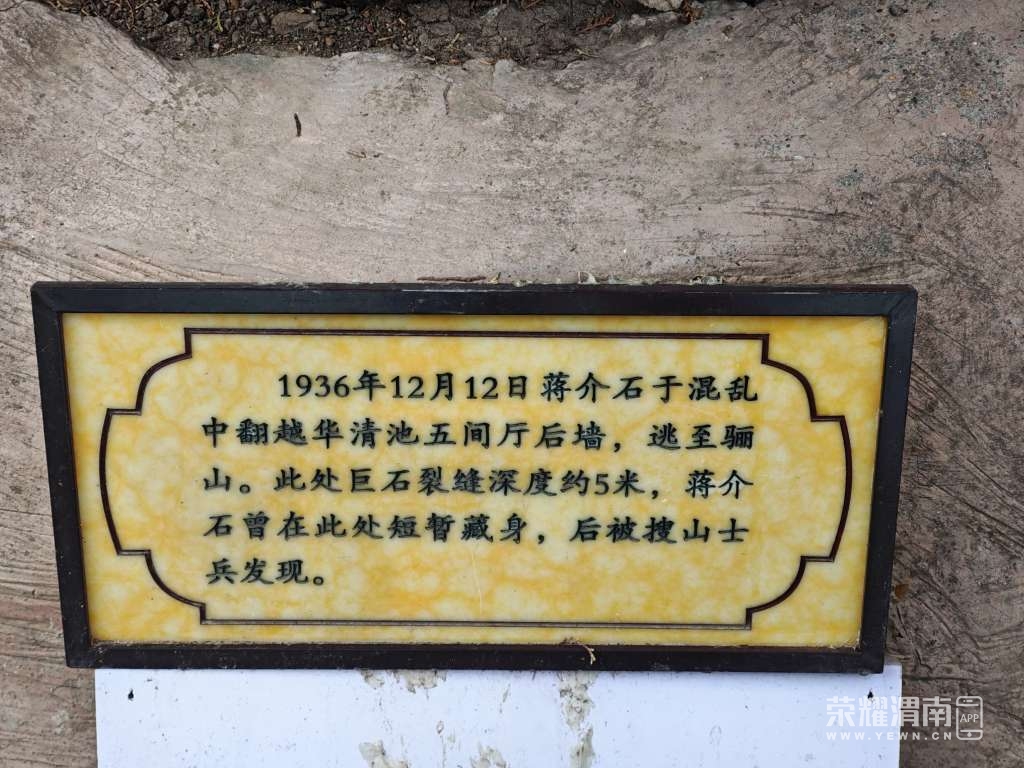 1936年12月12日蒋介石于混乱
中翻越华清池五间厅后墙，逃至骊
山。此处巨石裂缝深度约5米，蒋介
石曾在此处短暂藏身，后被搜山士
兵发现。
荣耀渭南APP
WWW.YEWN.CN